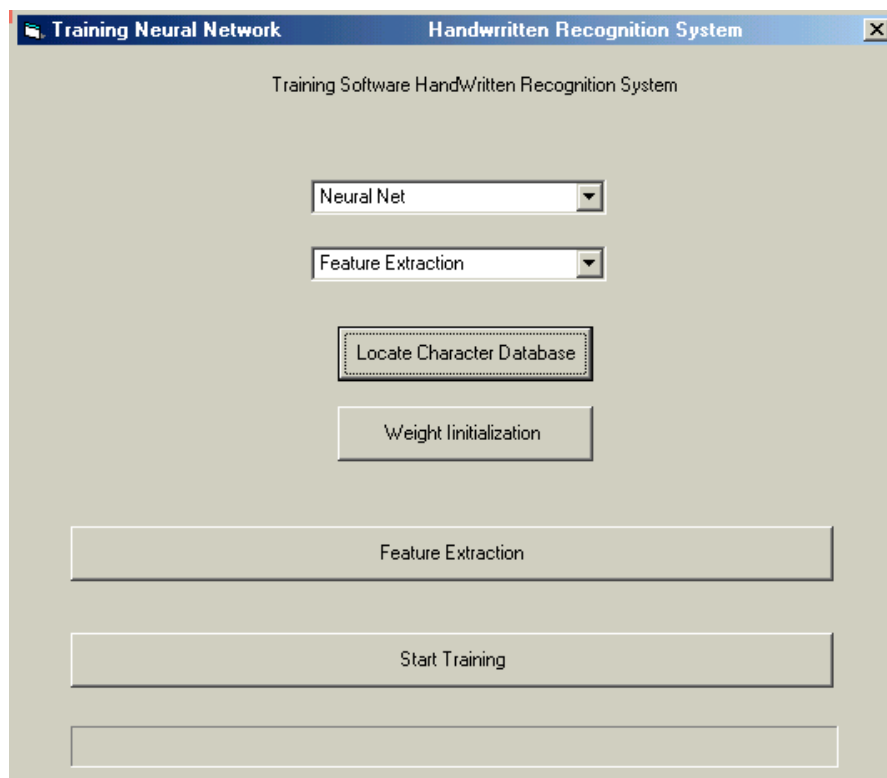 Training Neural Network Handwrritten Recognition System
Training Software HandWritten Recognition System
Neural Net
Feature Extraction
Locate Character Database
Weight Iinitialization
Feature Extraction
Start Training